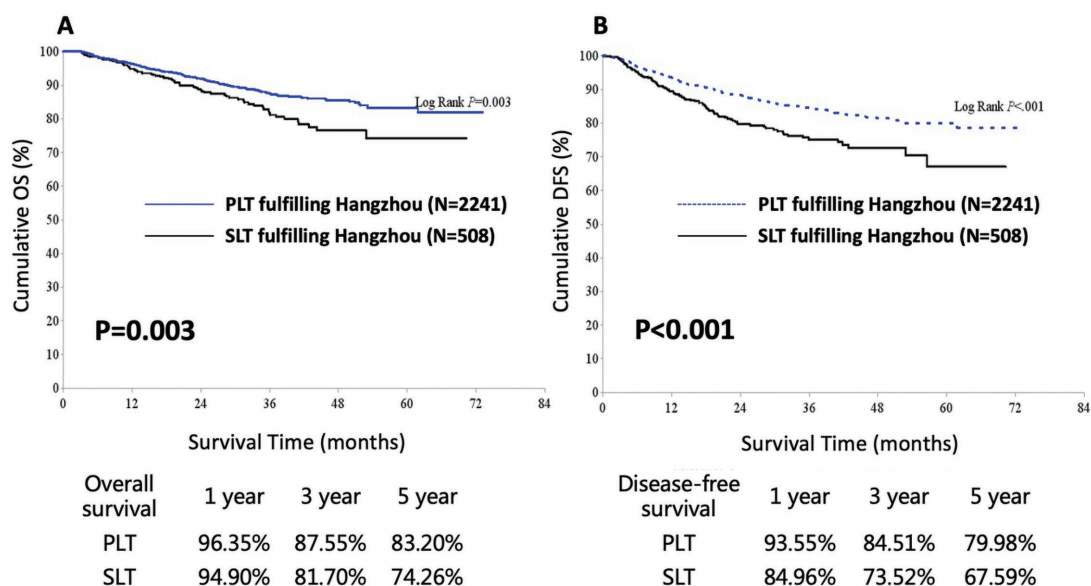 A
Cumulative OS (%)
100
90
80
70
60
50
40
30
20
10
0
Log Rank P=0.003
PLT fulfilling Hangzhou (N=2241)
SLT fulfilling Hangzhou (N=508)
P=0.003
0 12 24 36 48 60 72 84
Survival Time (months)
Overall survival 1 year 3 year 5 year
PLT 96.35% 87.55% 83.20%
SLT 94.90% 81.70% 74.26%
B
Cumulative DFS (%)
100
90
80
70
60
50
40
30
20
10
0
Log Rank P<.001
PLT fulfilling Hangzhou (N=2241)
SLT fulfilling Hangzhou (N=508)
P<0.001
0 12 24 36 48 60 72 84
Survival Time (months)
Disease-free survival 1 year 3 year 5 year
PLT 93.55% 84.51% 79.98%
SLT 84.96% 73.52% 67.59%